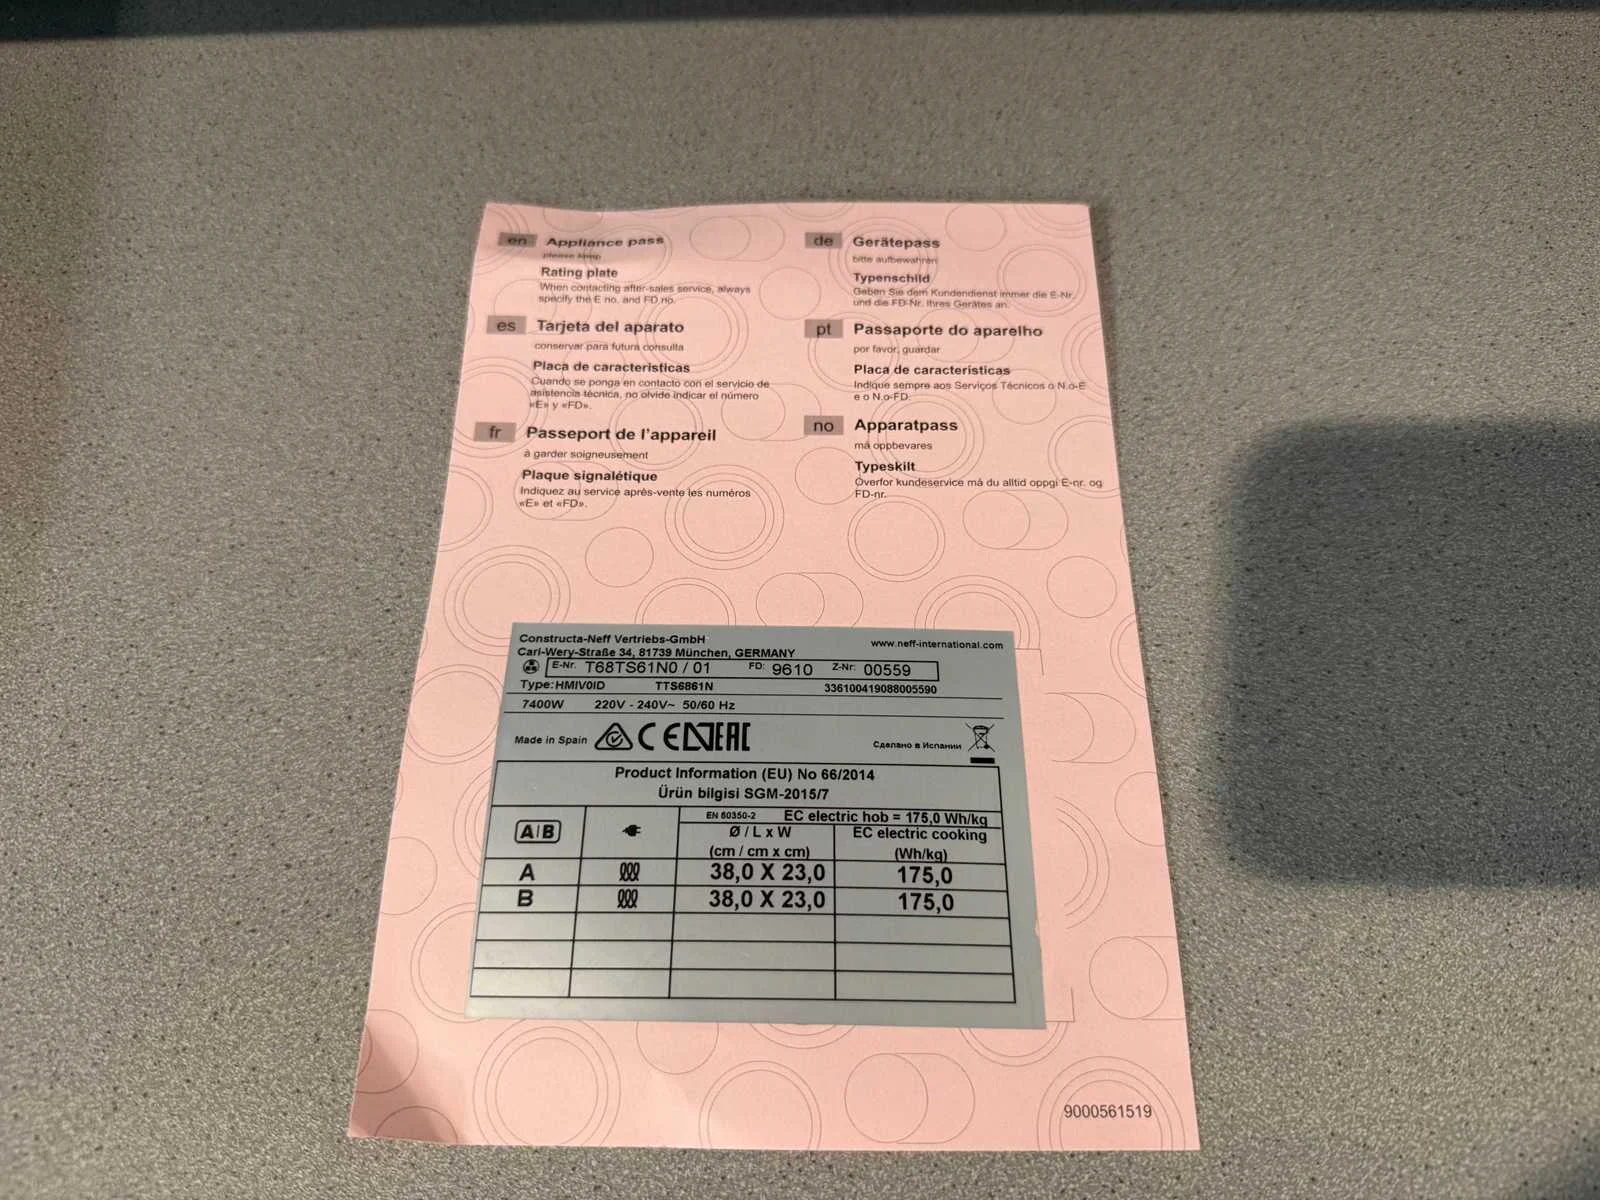 en Appliance pass
please keep
Rating plate
When contacting after-sales service, always
specify the E no. and FD no.
es Tarjeta del aparato
conservar para futura consulta
Placa de características
Cuando se ponga en contacto con el servicio de
asistencia técnica, no olvide indicar el número
«E» y «FD».
fr Passeport de l'appareil
à garder soigneusement
Plaque signalétique
Indiquez au service après-vente les numéros
«E» et «FD».
de Gerätepass
bitte aufbewahren
Typenschild
Geben Sie dem Kundendienst immer die E-Nr.
und die FD-Nr. Ihres Gerätes an.
pt Passaporte do aparelho
por favor, guardar
Placa de características
Indique sempre aos Serviços Técnicos o N.o-E
e o N.o-FD.
no Apparatpass
må oppbevares
Typeskilt
Overfor kundeservice må du alltid oppgi E-nr. og
FD-nr.
Constructa-Neff Vertriebs-GmbH
www.neff-international.com
Carl-Wery-Straße 34, 81739 München, GERMANY
E-Nr. T68TS61N0 / 01 FD: 9610 Z-Nr: 00559
Type:HMIV0ID TTS6861N 336100419088005590
7400W 220V - 240V~ 50/60 Hz
Made in Spain CE EAC Сделано в Испании
Product Information (EU) No 66/2014
Ürün bilgisi SGM-2015/7
EN 60350-2 EC electric hob = 175,0 Wh/kg
A|B Ø / L x W EC electric cooking
(cm / cm x cm) (Wh/kg)
A 38,0 X 23,0 175,0
B 38,0 X 23,0 175,0
9000561519